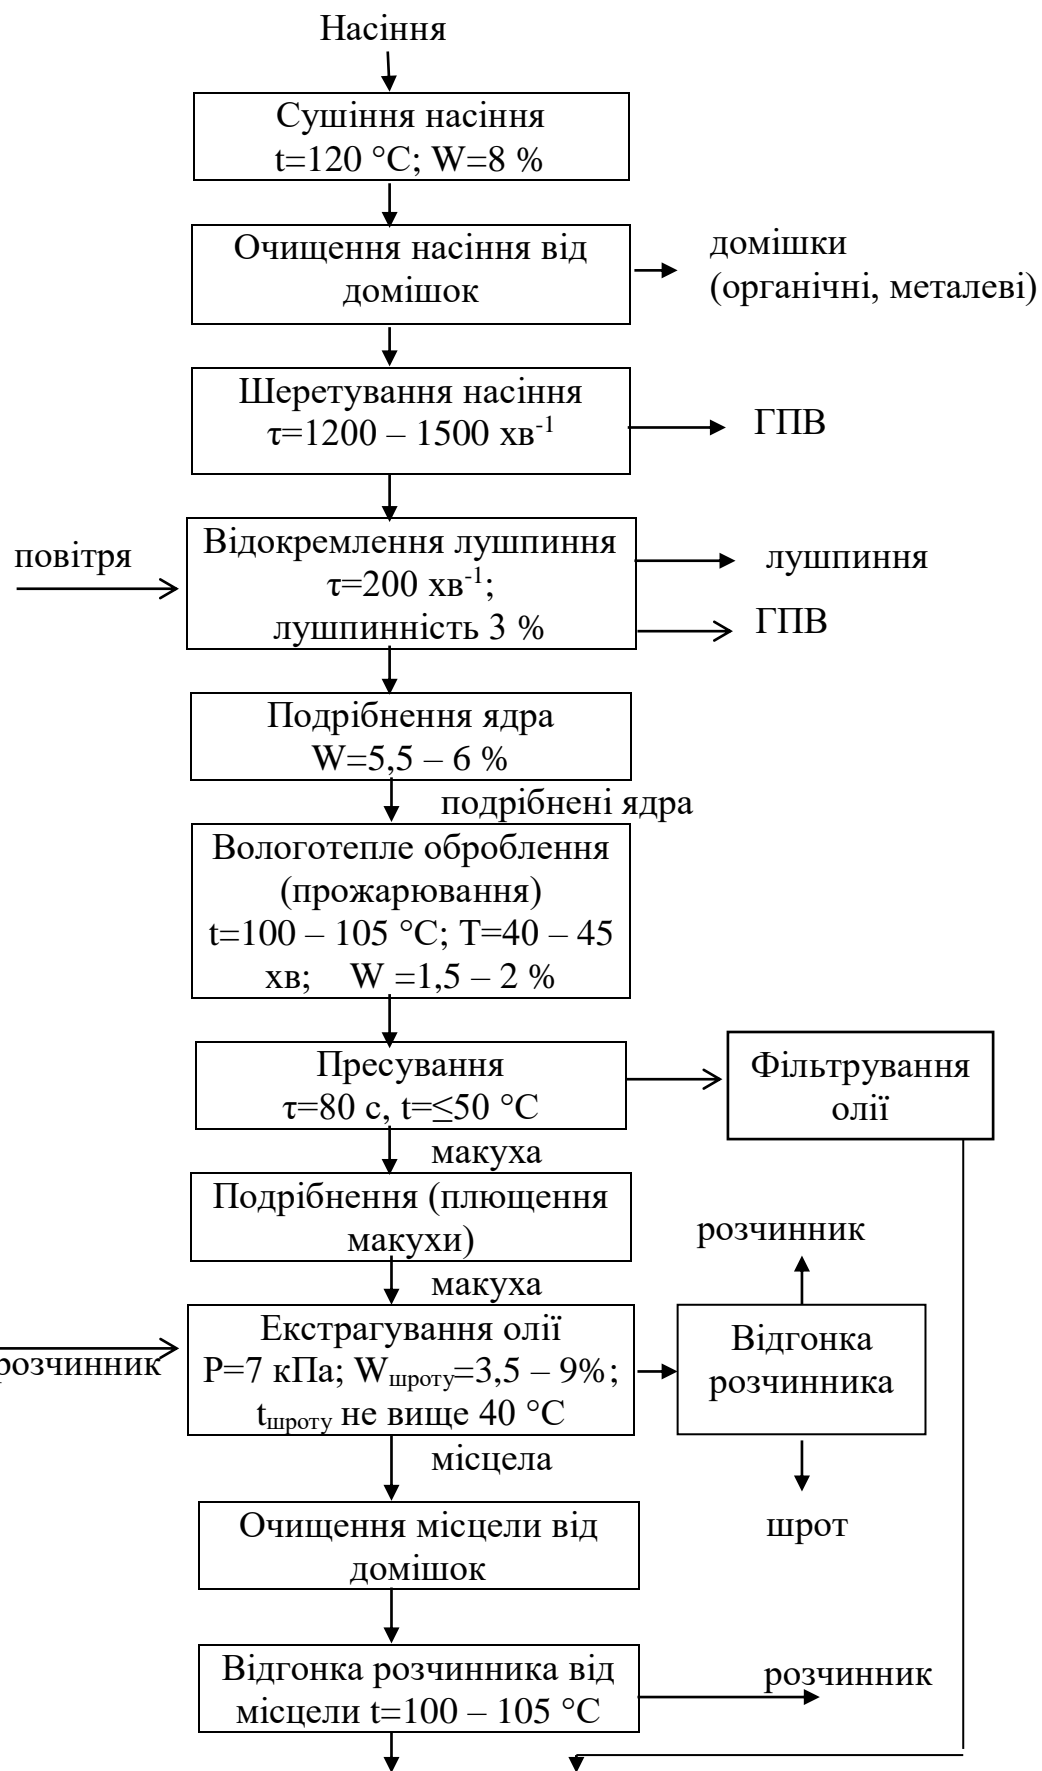 Насіння
Сушіння насіння
t=120 °C; W=8 %
Очищення насіння від
домішок
домішки
(органічні, металеві)
Шеретування насіння
τ=1200 – 1500 хв⁻¹
ГПВ
повітря
Відокремлення лушпиння
τ=200 хв⁻¹;
лушпинність 3 %
лушпиння
ГПВ
Подрібнення ядра
W=5,5 – 6 %
подрібнені ядра
Вологотепле оброблення
(прожарювання)
t=100 – 105 °C; T=40 – 45
хв; W =1,5 – 2 %
Пресування
τ=80 с, t=≤50 °C
Фільтрування
олії
макуха
Подрібнення (плющення
макухи)
макуха
розчинник
розчинник
Екстрагування олії
P=7 кПа; Wшроту=3,5 – 9%;
tшроту не вище 40 °C
Відгонка
розчинника
місцела
шрот
Очищення місцели від
домішок
Відгонка розчинника від
місцели t=100 – 105 °C
розчинник